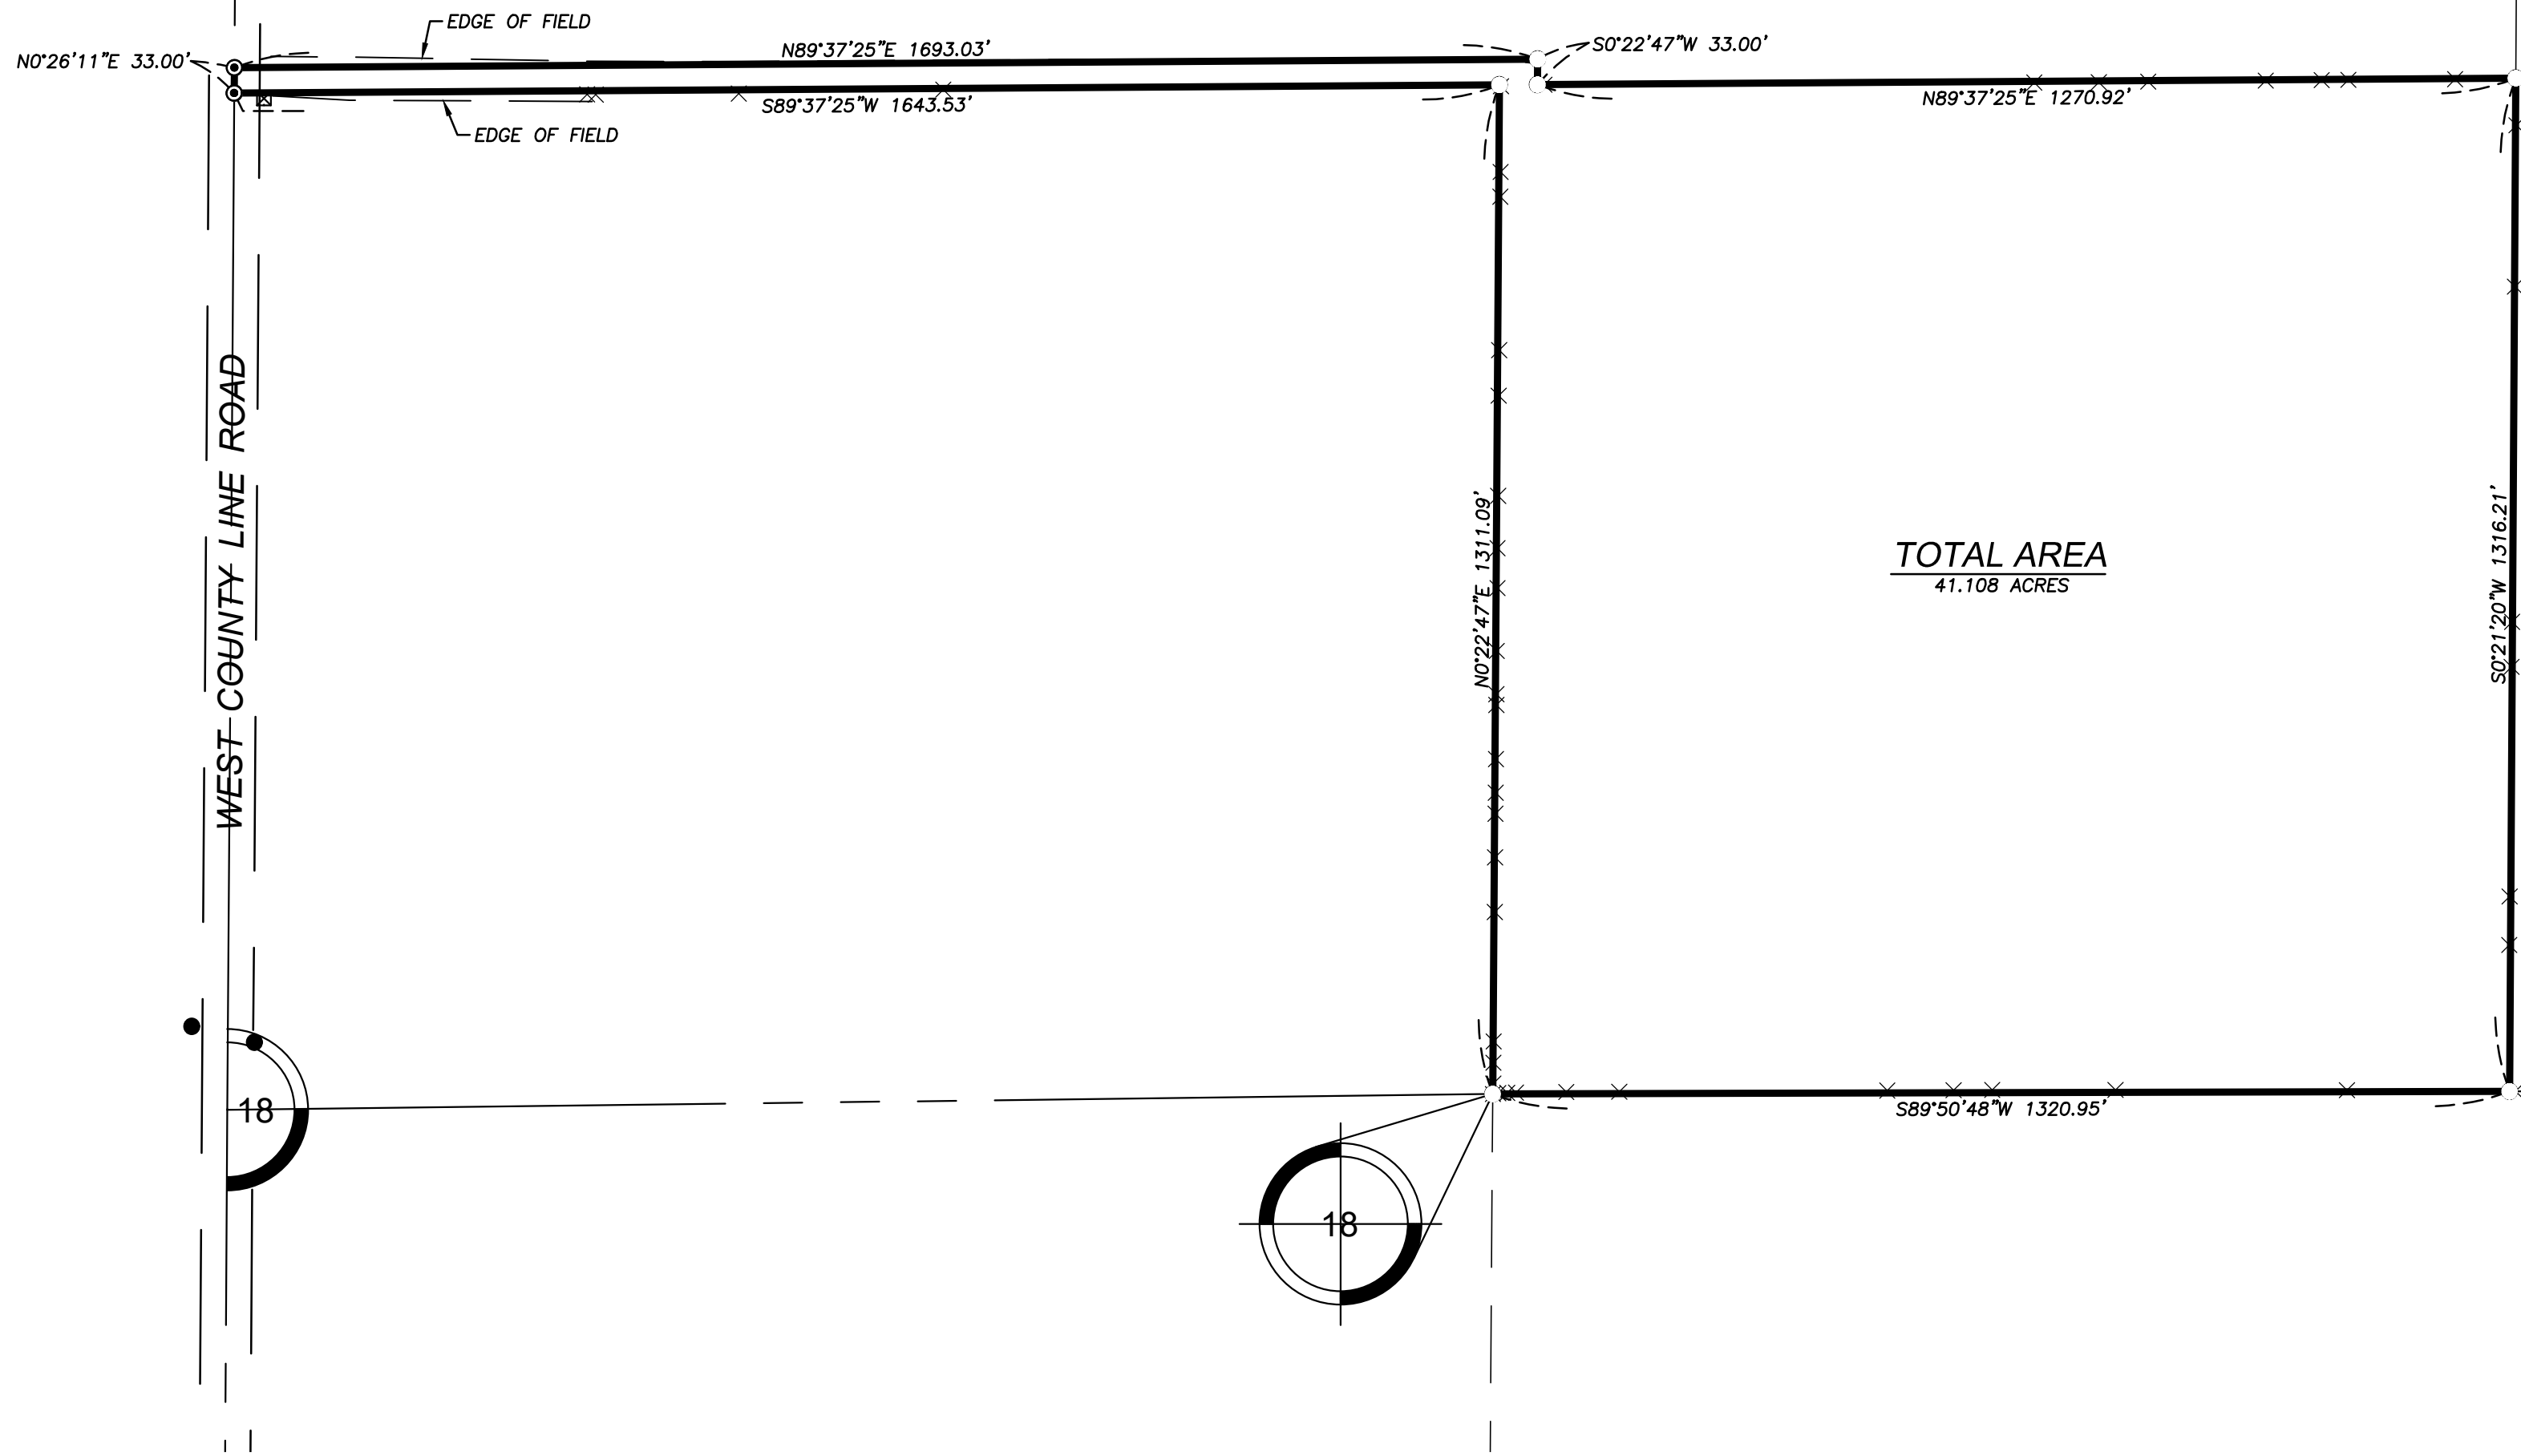 EDGE OF FIELD
N0°26'11"E 33.00'
N89°37'25"E 1693.03'
S0°22'47"W 33.00'
S89°37'25"W 1643.53'
N89°37'25"E 1270.92'
EDGE OF FIELD
WEST COUNTY LINE ROAD
N0°22'47"E 1311.09'
TOTAL AREA
41.108 ACRES
S0°21'20"W 1316.21'
18
S89°50'48"W 1320.95'
18